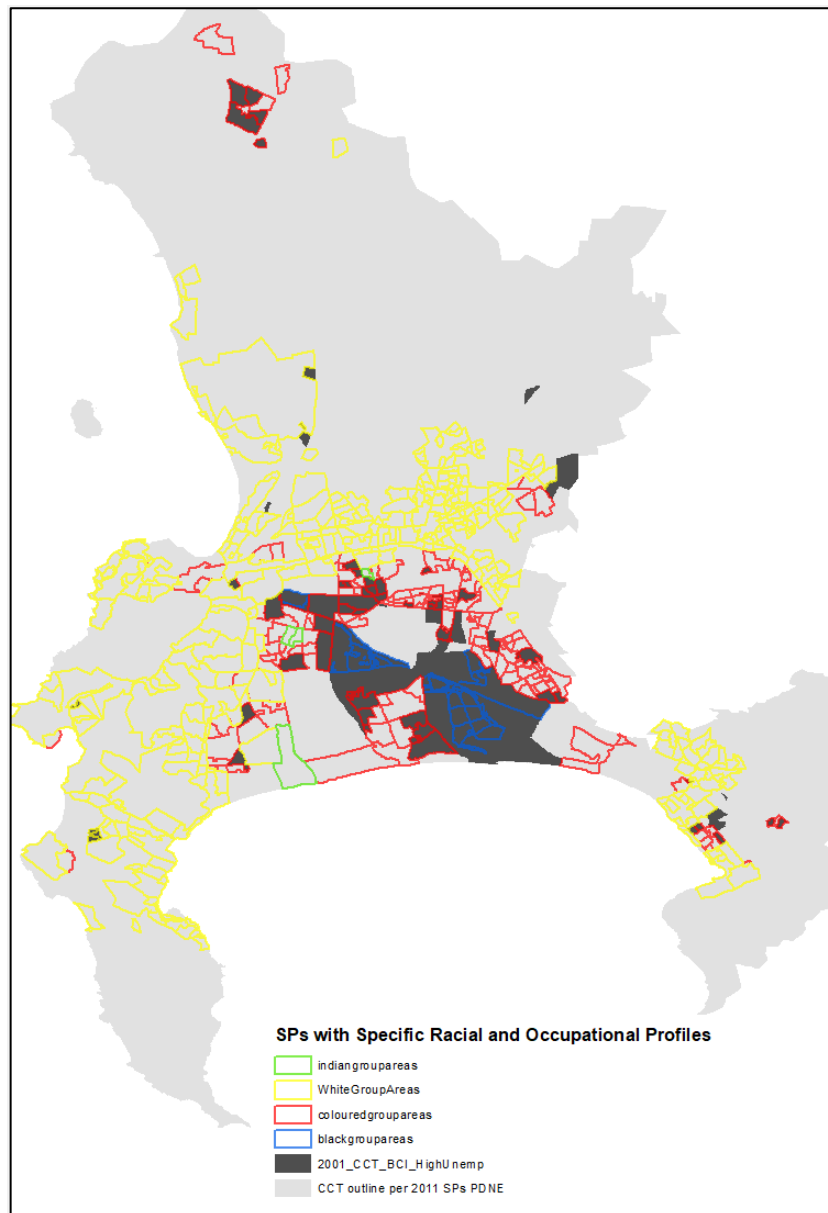 SPs with Specific Racial and Occupational Profiles
indiangroupareas
WhiteGroupAreas
colouredgroupareas
blackgroupareas
2001_CCT_BCI_HighUnemp
CCT outline per 2011 SPs PDNE